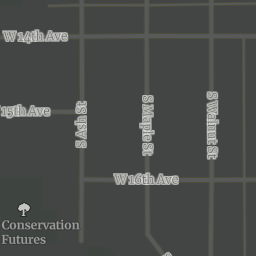 W 14th Ave
15th Ave
S Ash St
S Maple St
S Walnut St
W 16th Ave
Conservation
Futures